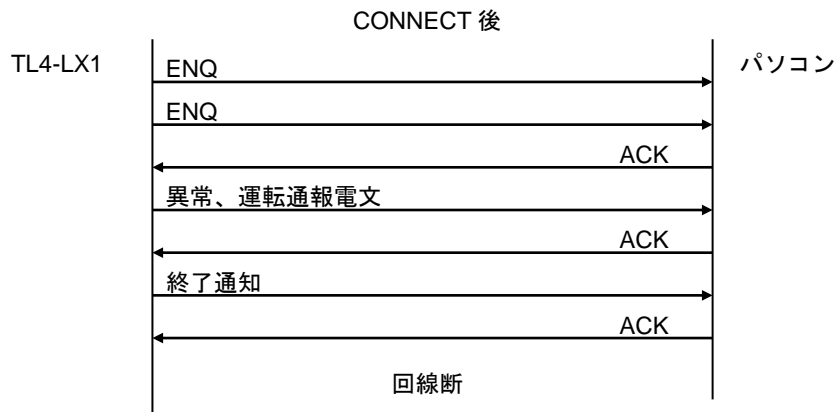 CONNECT 後
TL4-LX1
パソコン
ENQ
ENQ
ACK
異常、運転通報電文
ACK
終了通知
ACK
回線断